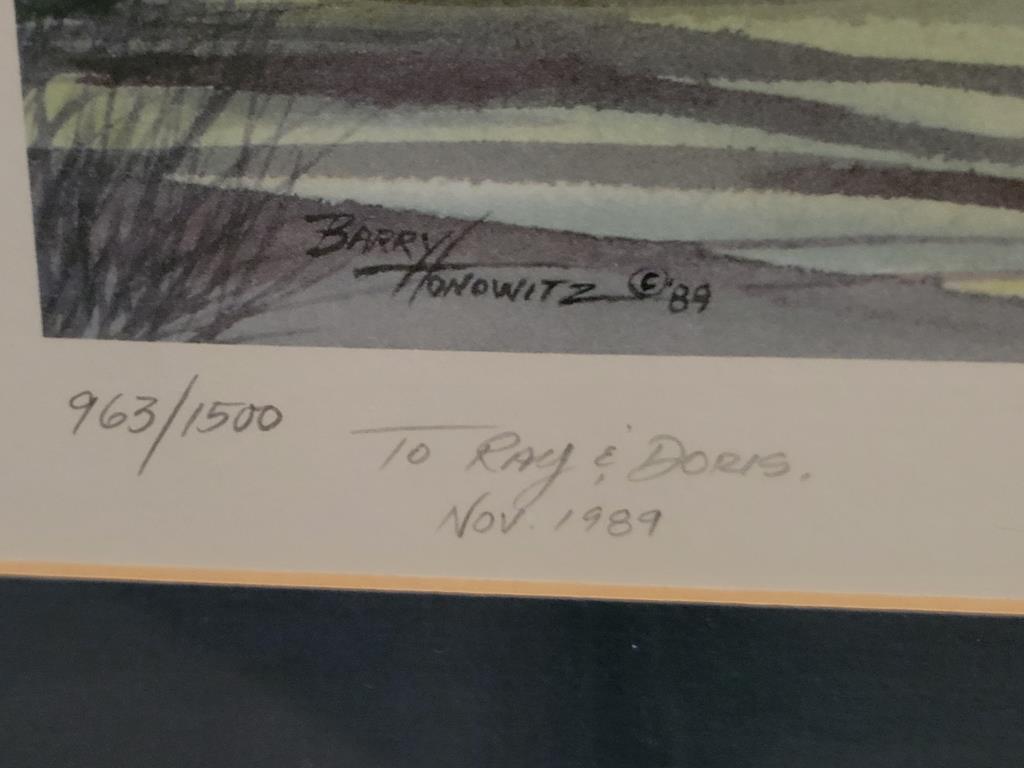 BARRY
HONOWITZ © '89
963/1500
TO RAY & DORIS.
NOV. 1989